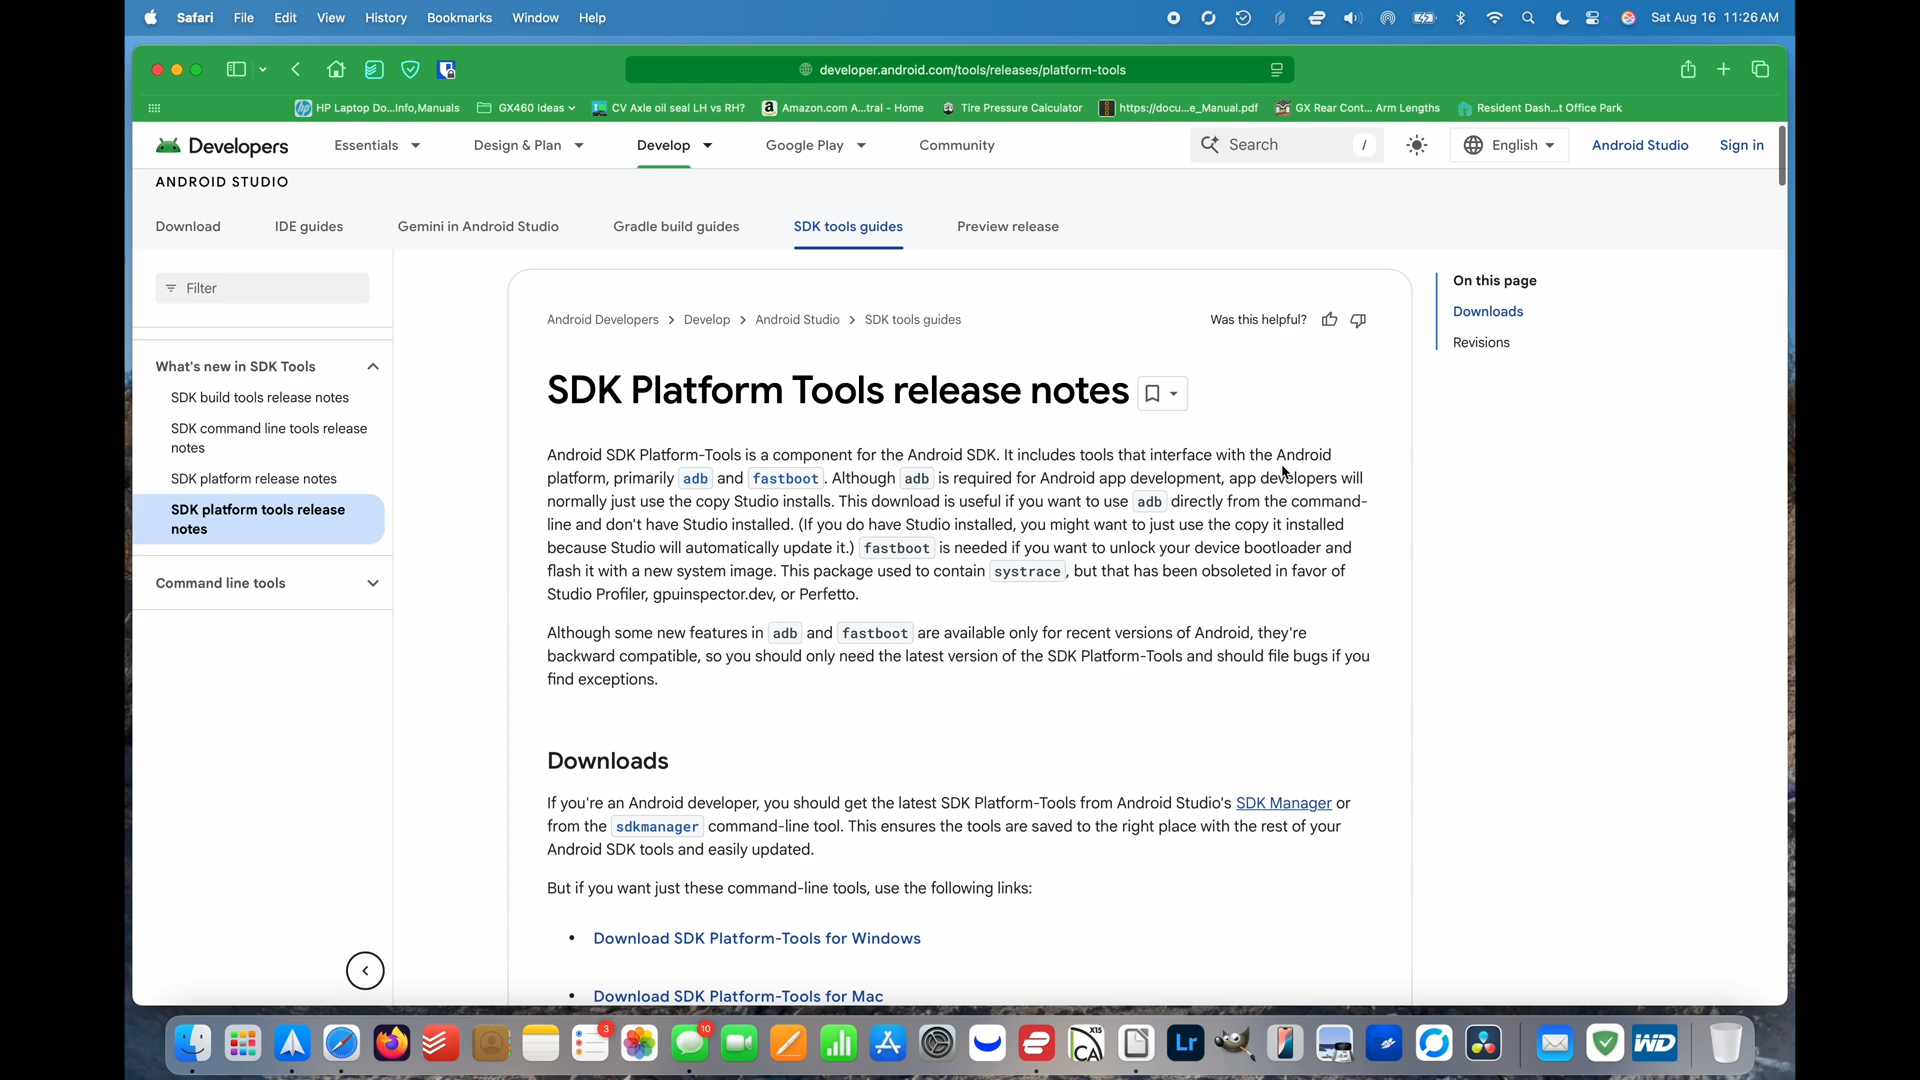 Safari File Edit View History Bookmarks Window Help
Sat Aug 16 11:26 AM
developer.android.com/tools/releases/platform-tools
HP Laptop Do...Info,Manuals
GX460 Ideas
CV Axle oil seal LH vs RH?
Amazon.com A...tral - Home
Tire Pressure Calculator
https://docu...e_Manual.pdf
GX Rear Cont... Arm Lengths
Resident Dash...t Office Park
Developers
Essentials
Design & Plan
Develop
Google Play
Community
Search
/
English
Android Studio
Sign in
ANDROID STUDIO
Download
IDE guides
Gemini in Android Studio
Gradle build guides
SDK tools guides
Preview release
Filter
What's new in SDK Tools
SDK build tools release notes
SDK command line tools release
notes
SDK platform release notes
SDK platform tools release
notes
Command line tools
Android Developers > Develop > Android Studio > SDK tools guides
Was this helpful?
SDK Platform Tools release notes
Android SDK Platform-Tools is a component for the Android SDK. It includes tools that interface with the Android
platform, primarily adb and fastboot. Although adb is required for Android app development, app developers will
normally just use the copy Studio installs. This download is useful if you want to use adb directly from the command-
line and don't have Studio installed. (If you do have Studio installed, you might want to just use the copy it installed
because Studio will automatically update it.) fastboot is needed if you want to unlock your device bootloader and
flash it with a new system image. This package used to contain systrace, but that has been obsoleted in favor of
Studio Profiler, gpuinspector.dev, or Perfetto.
Although some new features in adb and fastboot are available only for recent versions of Android, they're
backward compatible, so you should only need the latest version of the SDK Platform-Tools and should file bugs if you
find exceptions.
Downloads
If you're an Android developer, you should get the latest SDK Platform-Tools from Android Studio's SDK Manager or
from the sdkmanager command-line tool. This ensures the tools are saved to the right place with the rest of your
Android SDK tools and easily updated.
But if you want just these command-line tools, use the following links:
• Download SDK Platform-Tools for Windows
• Download SDK Platform-Tools for Mac
On this page
Downloads
Revisions
3
10
X15
CA
Lr
WD